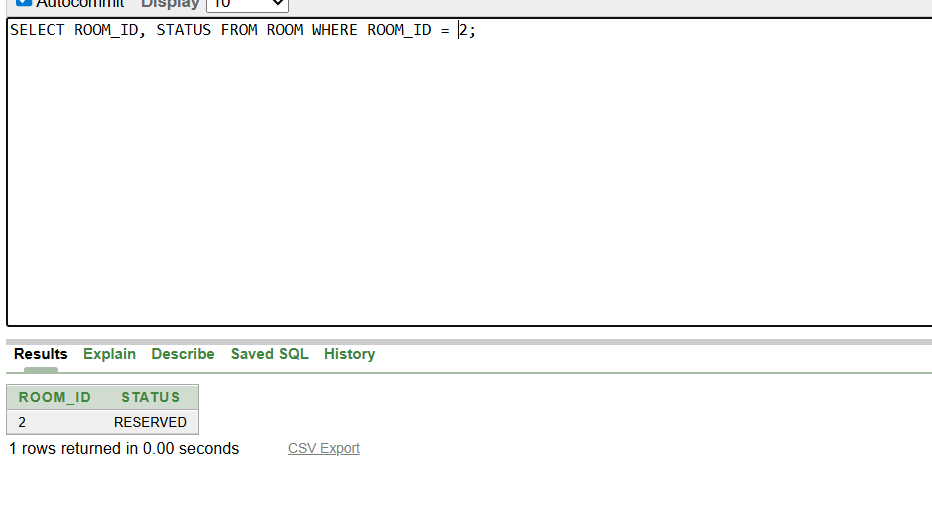 Autocommit Display 10
SELECT ROOM_ID, STATUS FROM ROOM WHERE ROOM_ID = 2;
Results Explain Describe Saved SQL History
ROOM_ID STATUS
2 RESERVED
1 rows returned in 0.00 seconds CSV Export